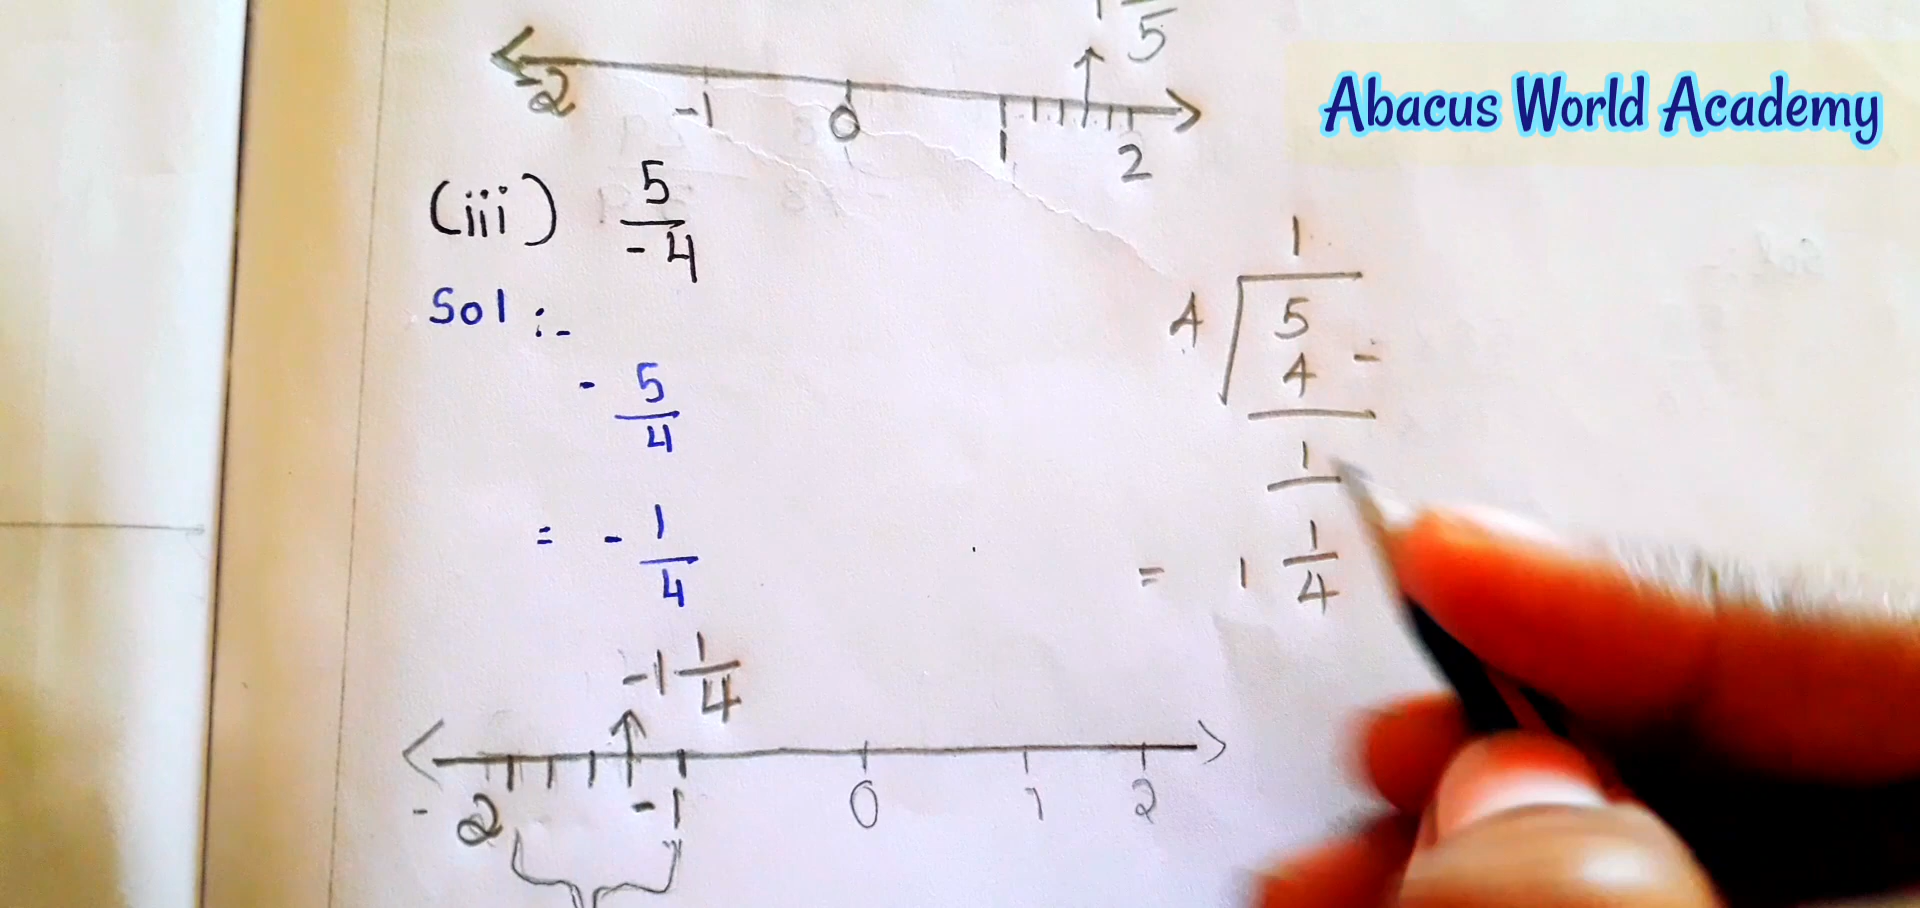 5
-2 -1 0 1 2
Abacus World Academy
(iii) 5/-4
Sol :-
- 5/4
= - 1/4
1
4 5
4 -
1
= 1 1/4
-1 1/4
- 2 -1 0 1 2